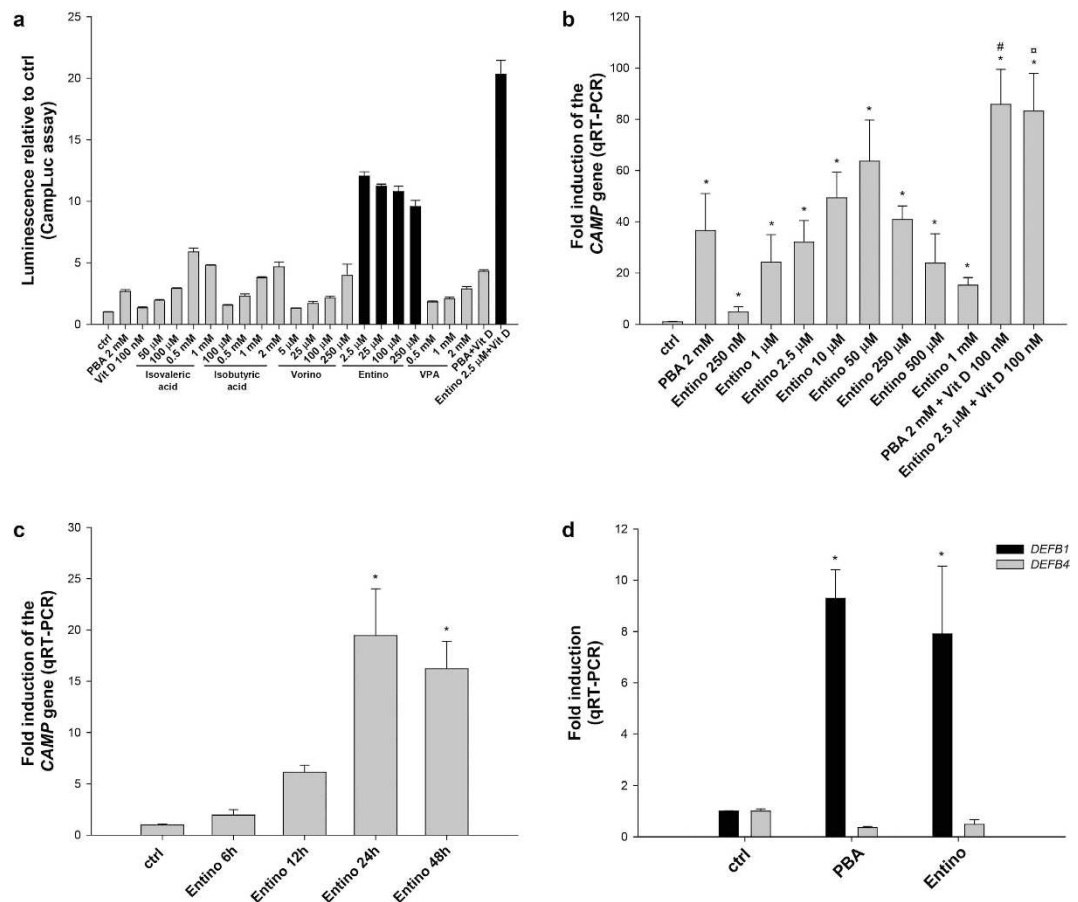 a
Luminescence relative to ctrl
(CampLuc assay)
25
20
15
10
5
0
ctrl
PBA 2 mM
Vit D 100 nM
50 µM
100 µM
0.5 mM
1 mM
100 µM
0.5 mM
1 mM
2 mM
5 µM
25 µM
100 µM
250 µM
2.5 µM
25 µM
100 µM
250 µM
0.5 mM
1 mM
2 mM
PBA+Vit D
Entino 2.5 µM+Vit D
Isovaleric
acid
Isobutyric
acid
Vorino
Entino
VPA
b
Fold induction of the
CAMP gene (qRT-PCR)
120
100
80
60
40
20
0
*
*
*
*
*
*
*
*
*
#
*
¤
*
ctrl
PBA 2 mM
Entino 250 nM
Entino 1 µM
Entino 2.5 µM
Entino 10 µM
Entino 50 µM
Entino 250 µM
Entino 500 µM
Entino 1 mM
PBA 2 mM + Vit D 100 nM
Entino 2.5 µM + Vit D 100 nM
c
Fold induction of the
CAMP gene (qRT-PCR)
30
25
20
15
10
5
0
*
*
ctrl
Entino 6h
Entino 12h
Entino 24h
Entino 48h
d
Fold induction
(qRT-PCR)
12
10
8
6
4
2
0
*
*
DEFB1
DEFB4
ctrl
PBA
Entino